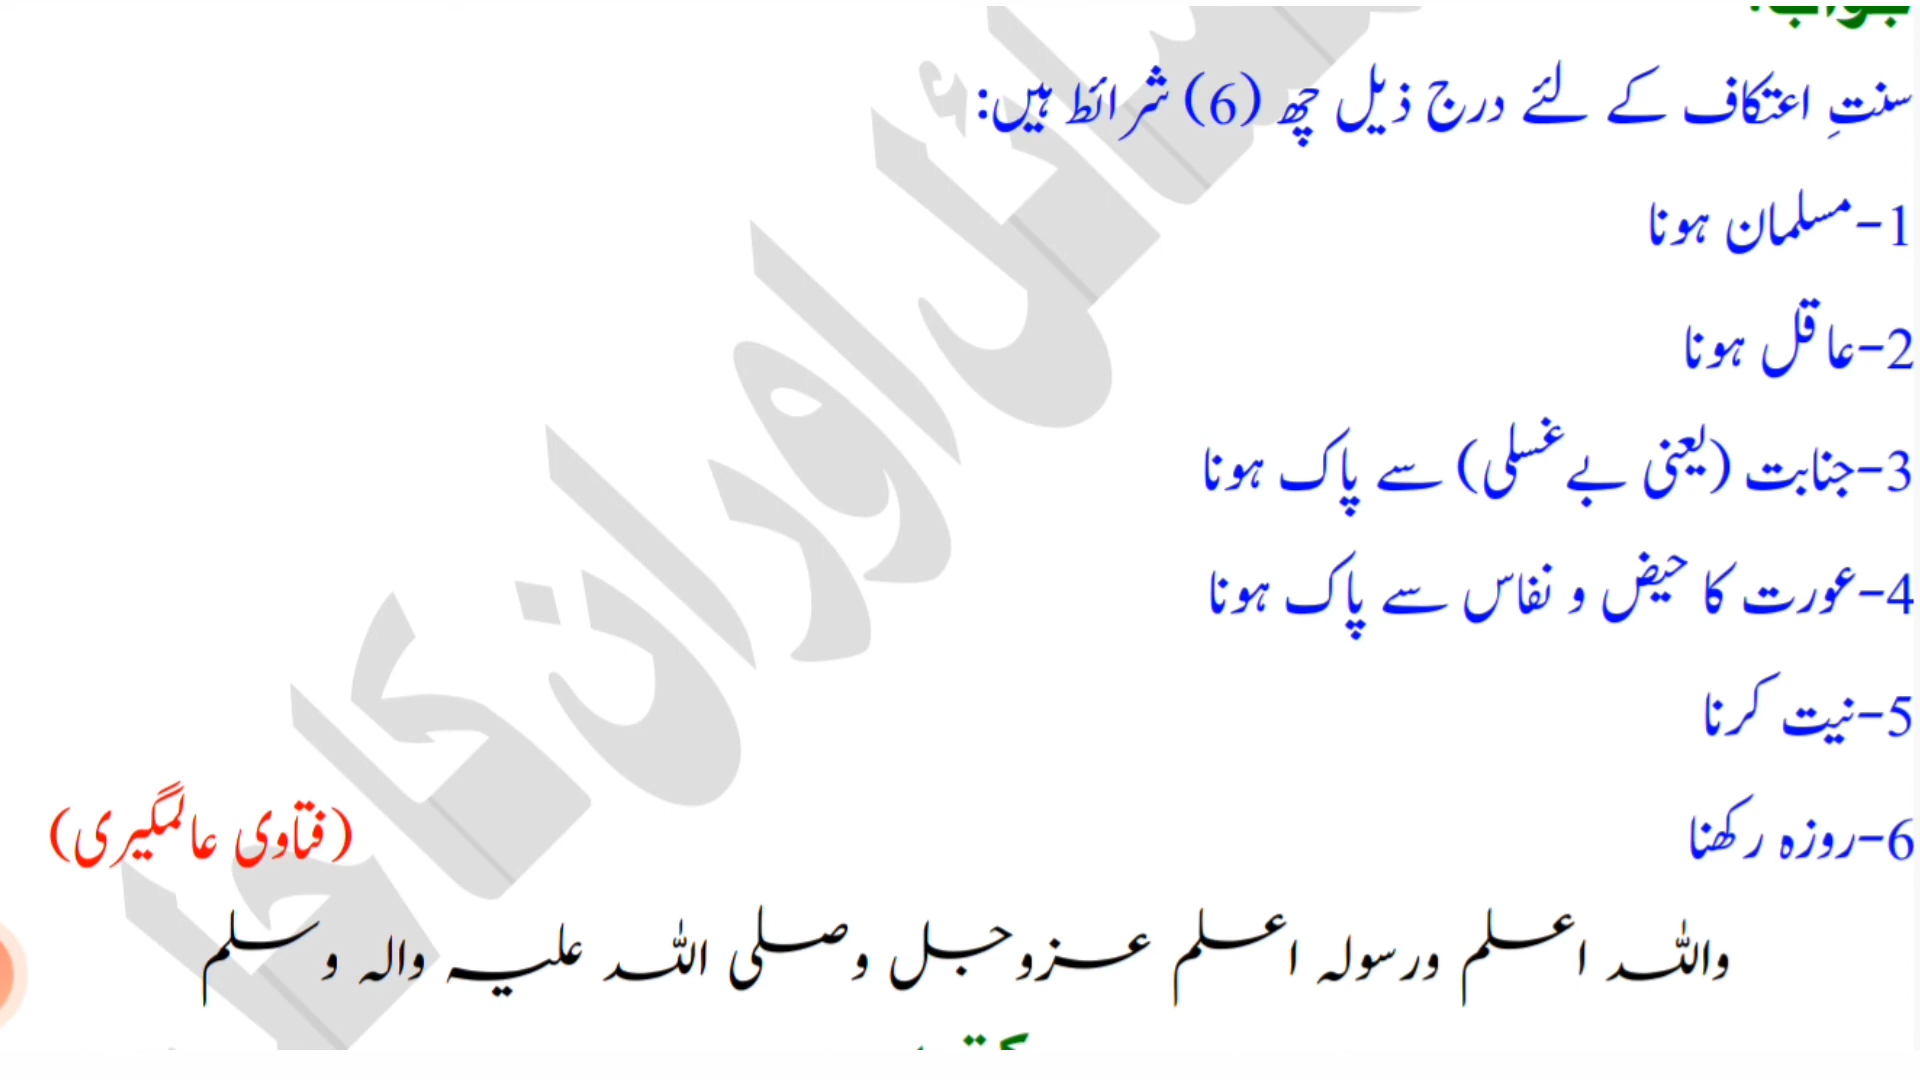 جواب:
سنتِ اعتکاف کے لئے درج ذیل چھ (6) شرائط ہیں:
1-مسلمان ہونا
2-عاقل ہونا
3-جنابت (یعنی بے غسلی) سے پاک ہونا
4-عورت کا حیض و نفاس سے پاک ہونا
5-نیت کرنا
6-روزہ رکھنا
(فتاوی عالمگیری)
واللہ اعلم ورسولہ اعلم عزوجل وصلی اللہ علیہ والہ وسلم